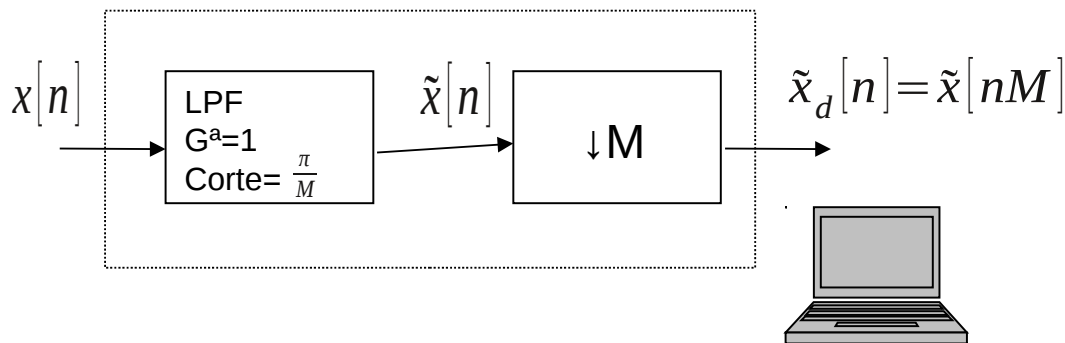 x[n]
LPF
Gª=1
Corte= π/M
x̃[n]
↓M
x̃_d[n]=x̃[nM]